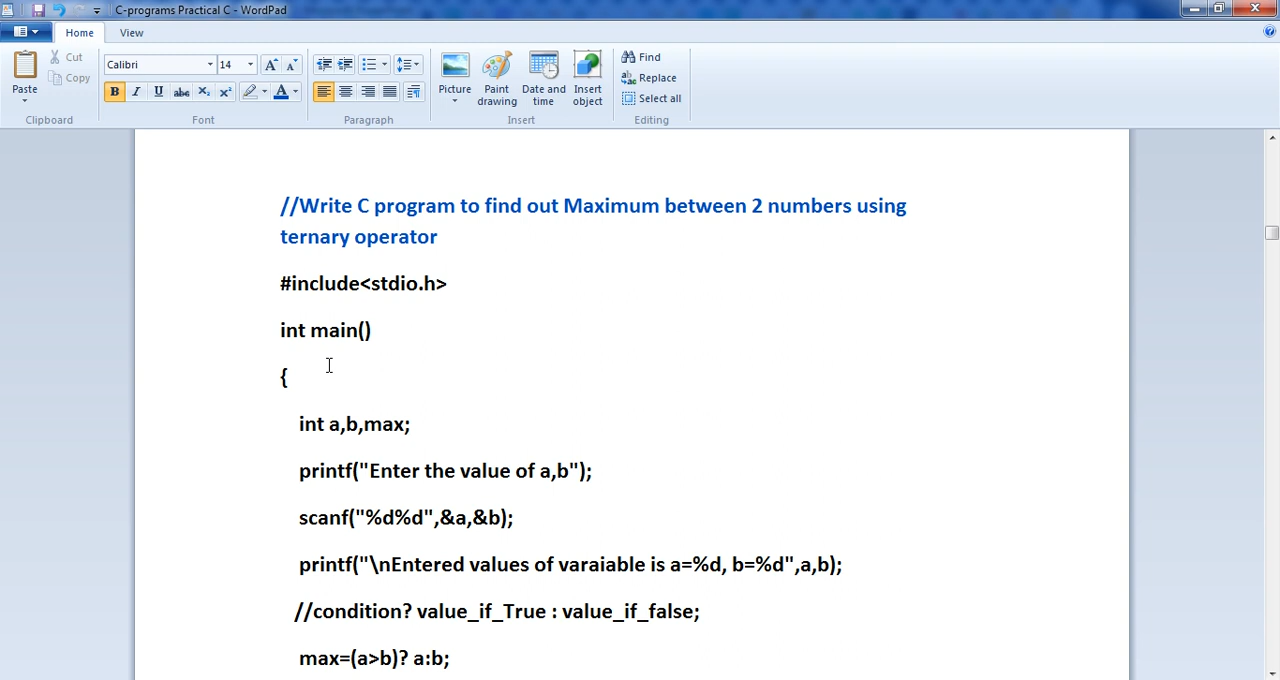 C-programs Practical C - WordPad
Home View
Paste Cut Copy Clipboard
Calibri 14 B I U abc X₂ X² A Font
Paragraph
Picture Paint drawing Date and time Insert object Insert
Find Replace Select all Editing
//Write C program to find out Maximum between 2 numbers using
ternary operator
#include<stdio.h>
int main()
{
int a,b,max;
printf("Enter the value of a,b");
scanf("%d%d",&a,&b);
printf("\nEntered values of varaiable is a=%d, b=%d",a,b);
//condition? value_if_True : value_if_false;
max=(a>b)? a:b;